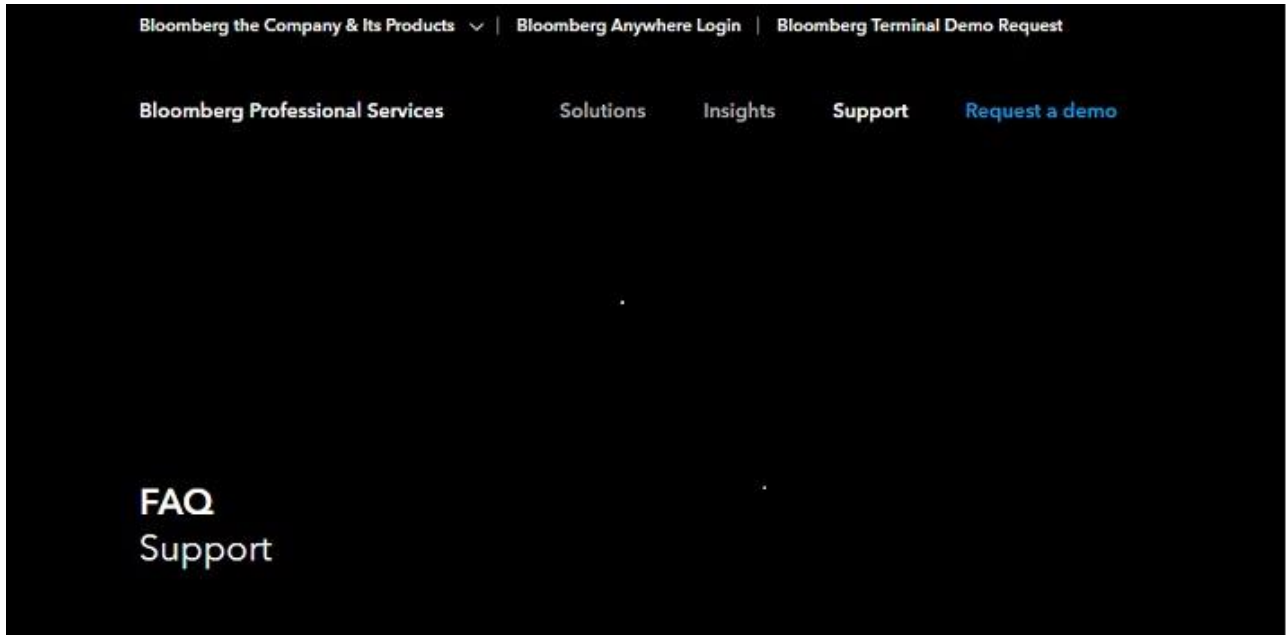 Bloomberg the Company & Its Products | Bloomberg Anywhere Login | Bloomberg Terminal Demo Request
Bloomberg Professional Services Solutions Insights Support Request a demo
FAQ
Support